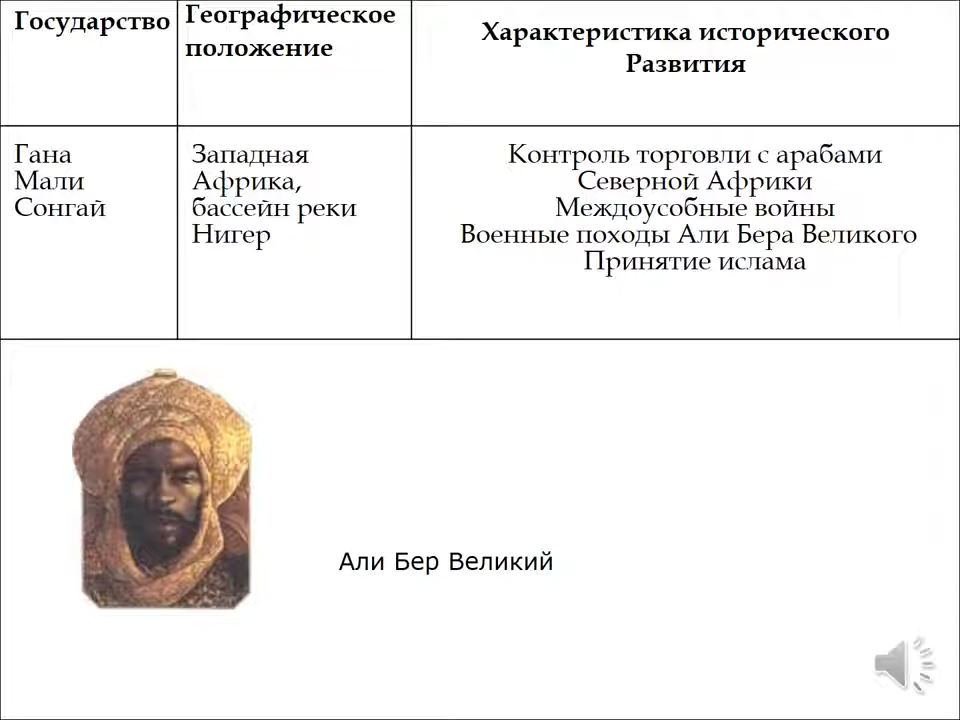 Государство
Географическое
положение
Характеристика исторического
Развития
Гана
Мали
Сонгай
Западная
Африка,
бассейн реки
Нигер
Контроль торговли с арабами
Северной Африки
Междоусобные войны
Военные походы Али Бера Великого
Принятие ислама
Али Бер Великий